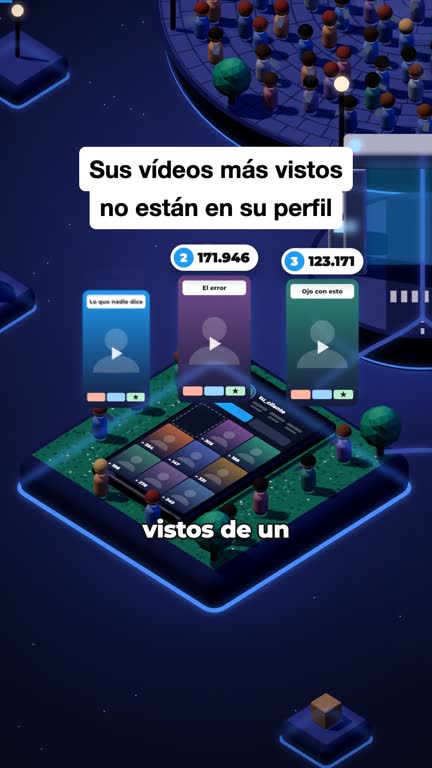 Sus vídeos más vistos
no están en su perfil
2 171.946
3 123.171
Lo que nadie dice
El error
Ojo con esto
tu_cliente
vistos de un